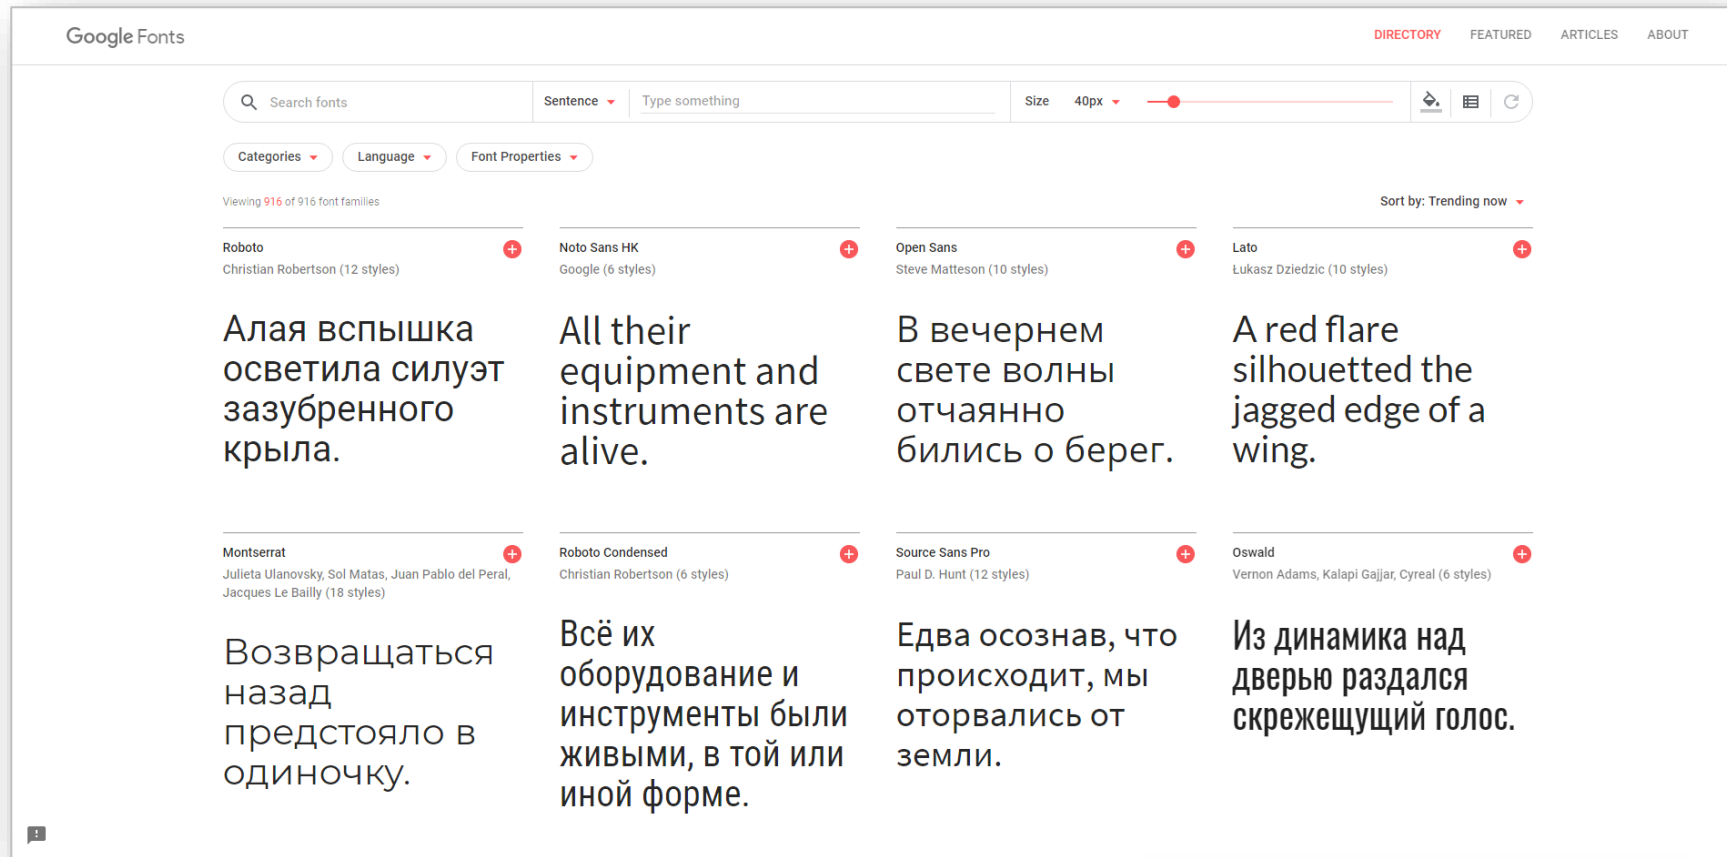 Google Fonts
DIRECTORY
FEATURED
ARTICLES
ABOUT
Search fonts
Sentence
Type something
Size
40px
Categories
Language
Font Properties
Viewing 916 of 916 font families
Sort by: Trending now
Roboto
Christian Robertson (12 styles)
Алая вспышка
осветила силуэт
зазубренного
крыла.
Noto Sans HK
Google (6 styles)
All their
equipment and
instruments are
alive.
Open Sans
Steve Matteson (10 styles)
В вечернем
свете волны
отчаянно
бились о берег.
Lato
Łukasz Dziedzic (10 styles)
A red flare
silhouetted the
jagged edge of a
wing.
Montserrat
Julieta Ulanovsky, Sol Matas, Juan Pablo del Peral,
Jacques Le Bailly (18 styles)
Возвращаться
назад
предстояло в
одиночку.
Roboto Condensed
Christian Robertson (6 styles)
Всё их
оборудование и
инструменты были
живыми, в той или
иной форме.
Source Sans Pro
Paul D. Hunt (12 styles)
Едва осознав, что
происходит, мы
оторвались от
земли.
Oswald
Vernon Adams, Kalapi Gajjar, Cyreal (6 styles)
Из динамика над
дверью раздался
скрежещущий голос.